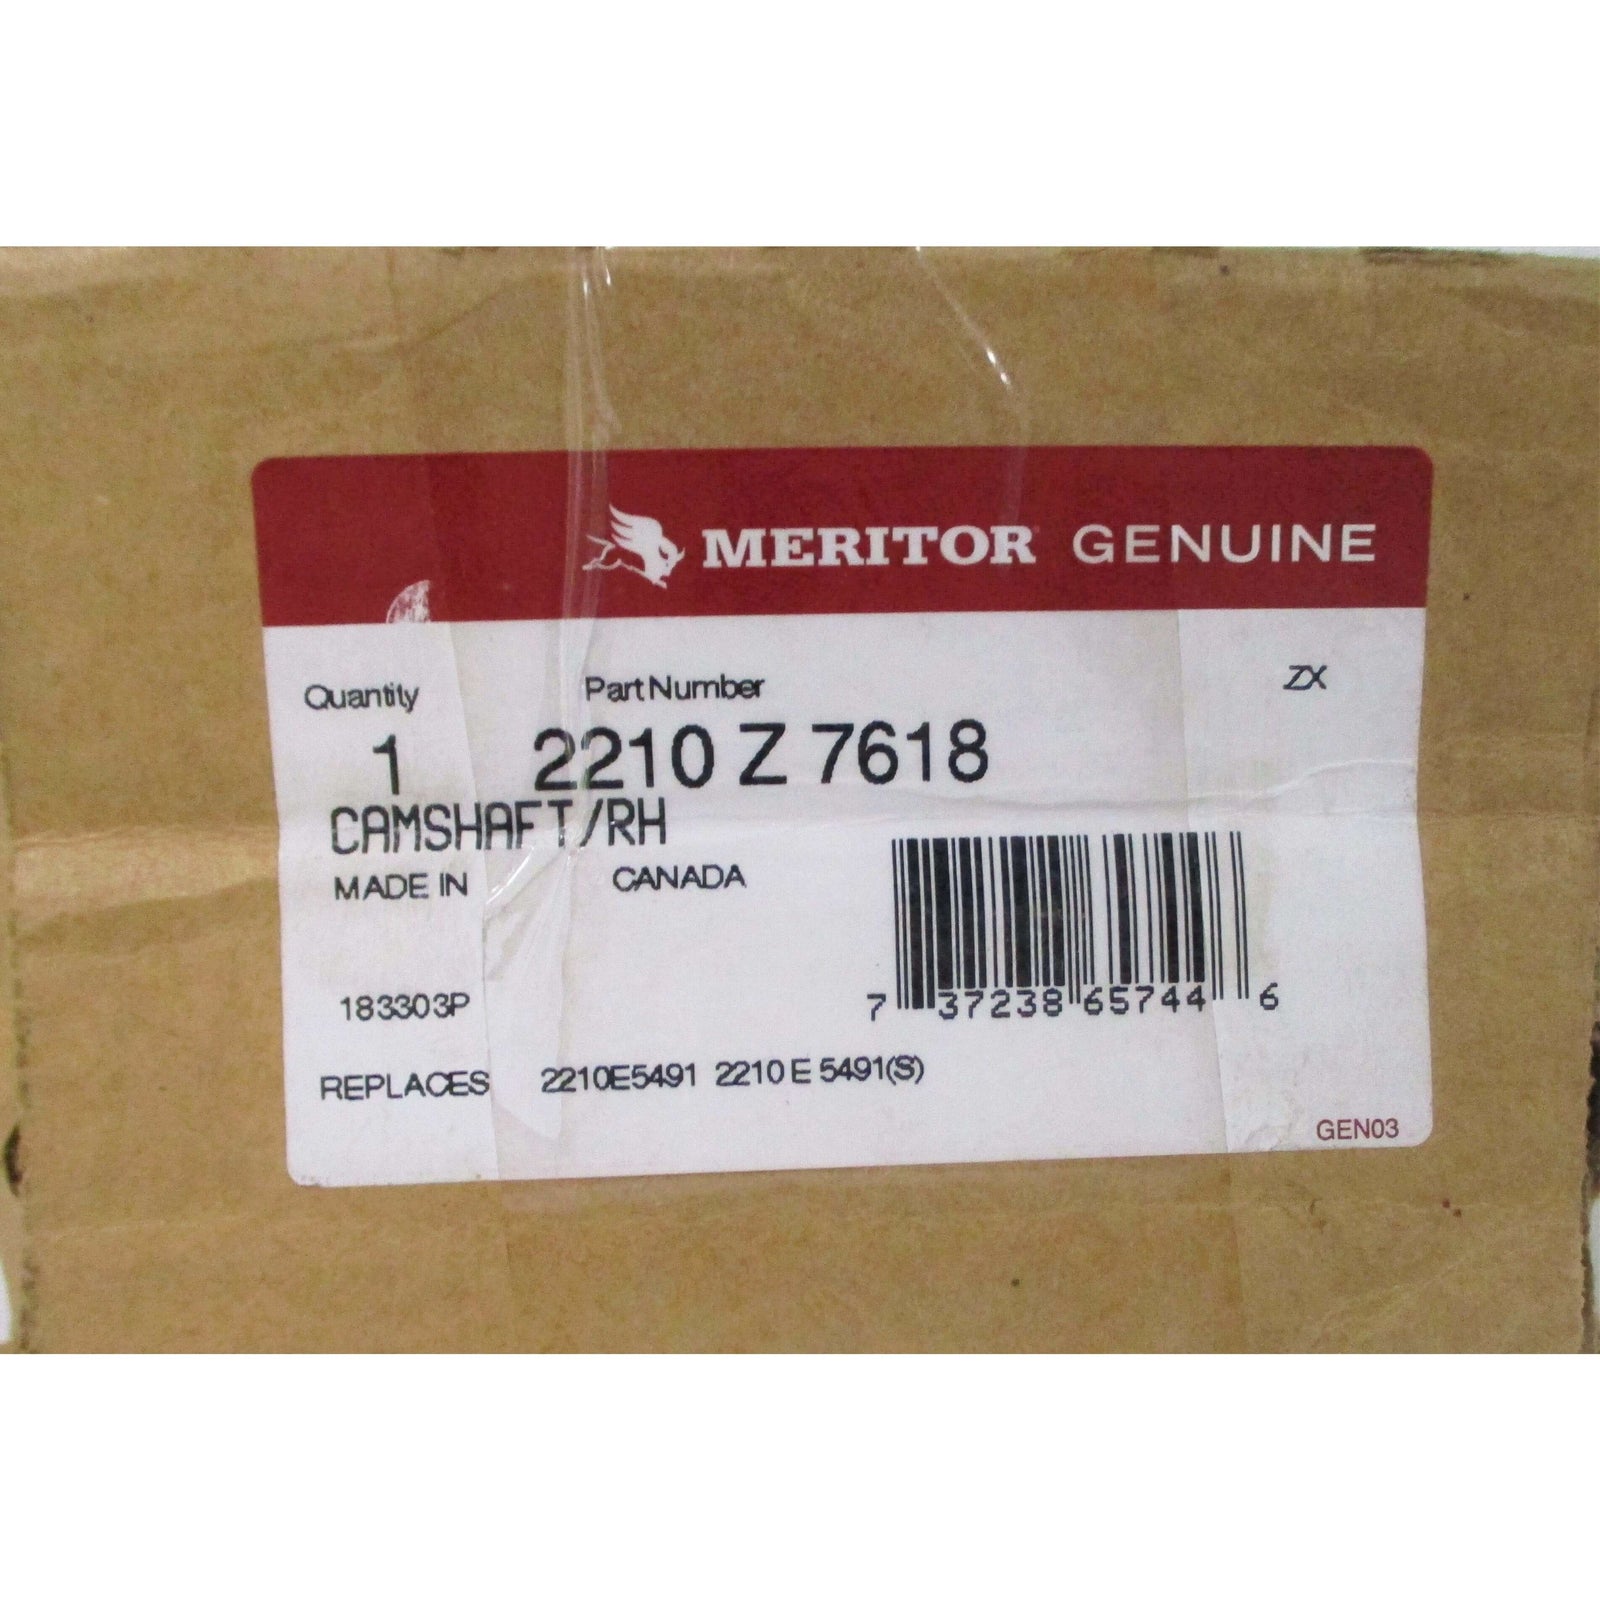 MERITOR GENUINE
Quantity Part Number ZX
1 2210 Z 7618
CAMSHAFT/RH
MADE IN CANADA
183303P
7 37238 65744 6
REPLACES 2210E5491 2210 E 5491(S)
GEN03